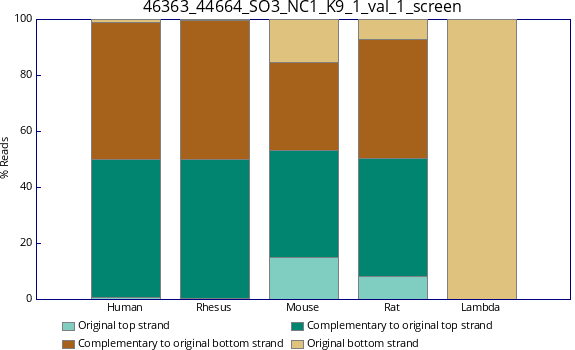 46363_44664_SO3_NC1_K9_1_val_1_screen
100
80
60
40
20
0
% Reads
Human Rhesus Mouse Rat Lambda
Original top strand Complementary to original top strand
Complementary to original bottom strand Original bottom strand